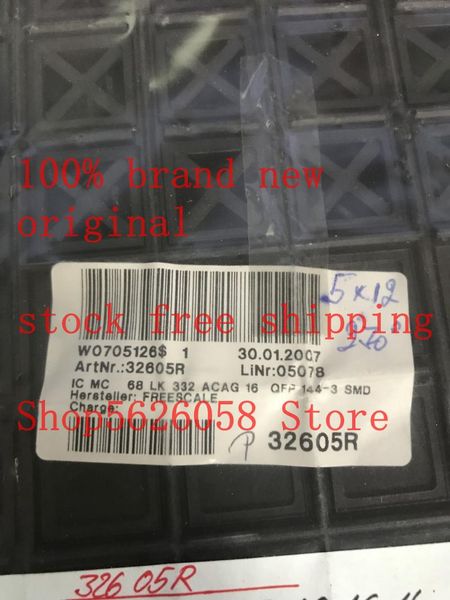 100% brand new
original
stock free shipping
5x12
W0705126$ 1 30.01.2007
ArtNr.:32605R LiNr:05078
IC MC 68 LK 332 ACAG 16 QFP 144-3 SMD
Hersteller: FREESCALE
Charge:
Shop5626058 Store
P 32605R
32605R